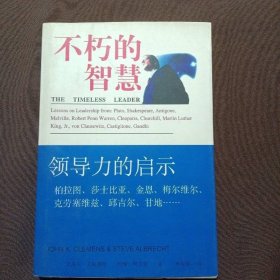 不朽的
智慧
THE TIMELESS LEADER
Lessons on Leadership from: Plato, Shakespeare, Antigone,
Melville, Robert Penn Warren, Cleopatra, Churchill, Martin Luther
King, Jr., von Clausewitz, Castiglione, Gandhi
领导力的启示
柏拉图、莎士比亚、金恩、梅尔维尔、
克劳塞维兹、邱吉尔、甘地……
JOHN K. CLEMENS & STEVE ALBRECHT